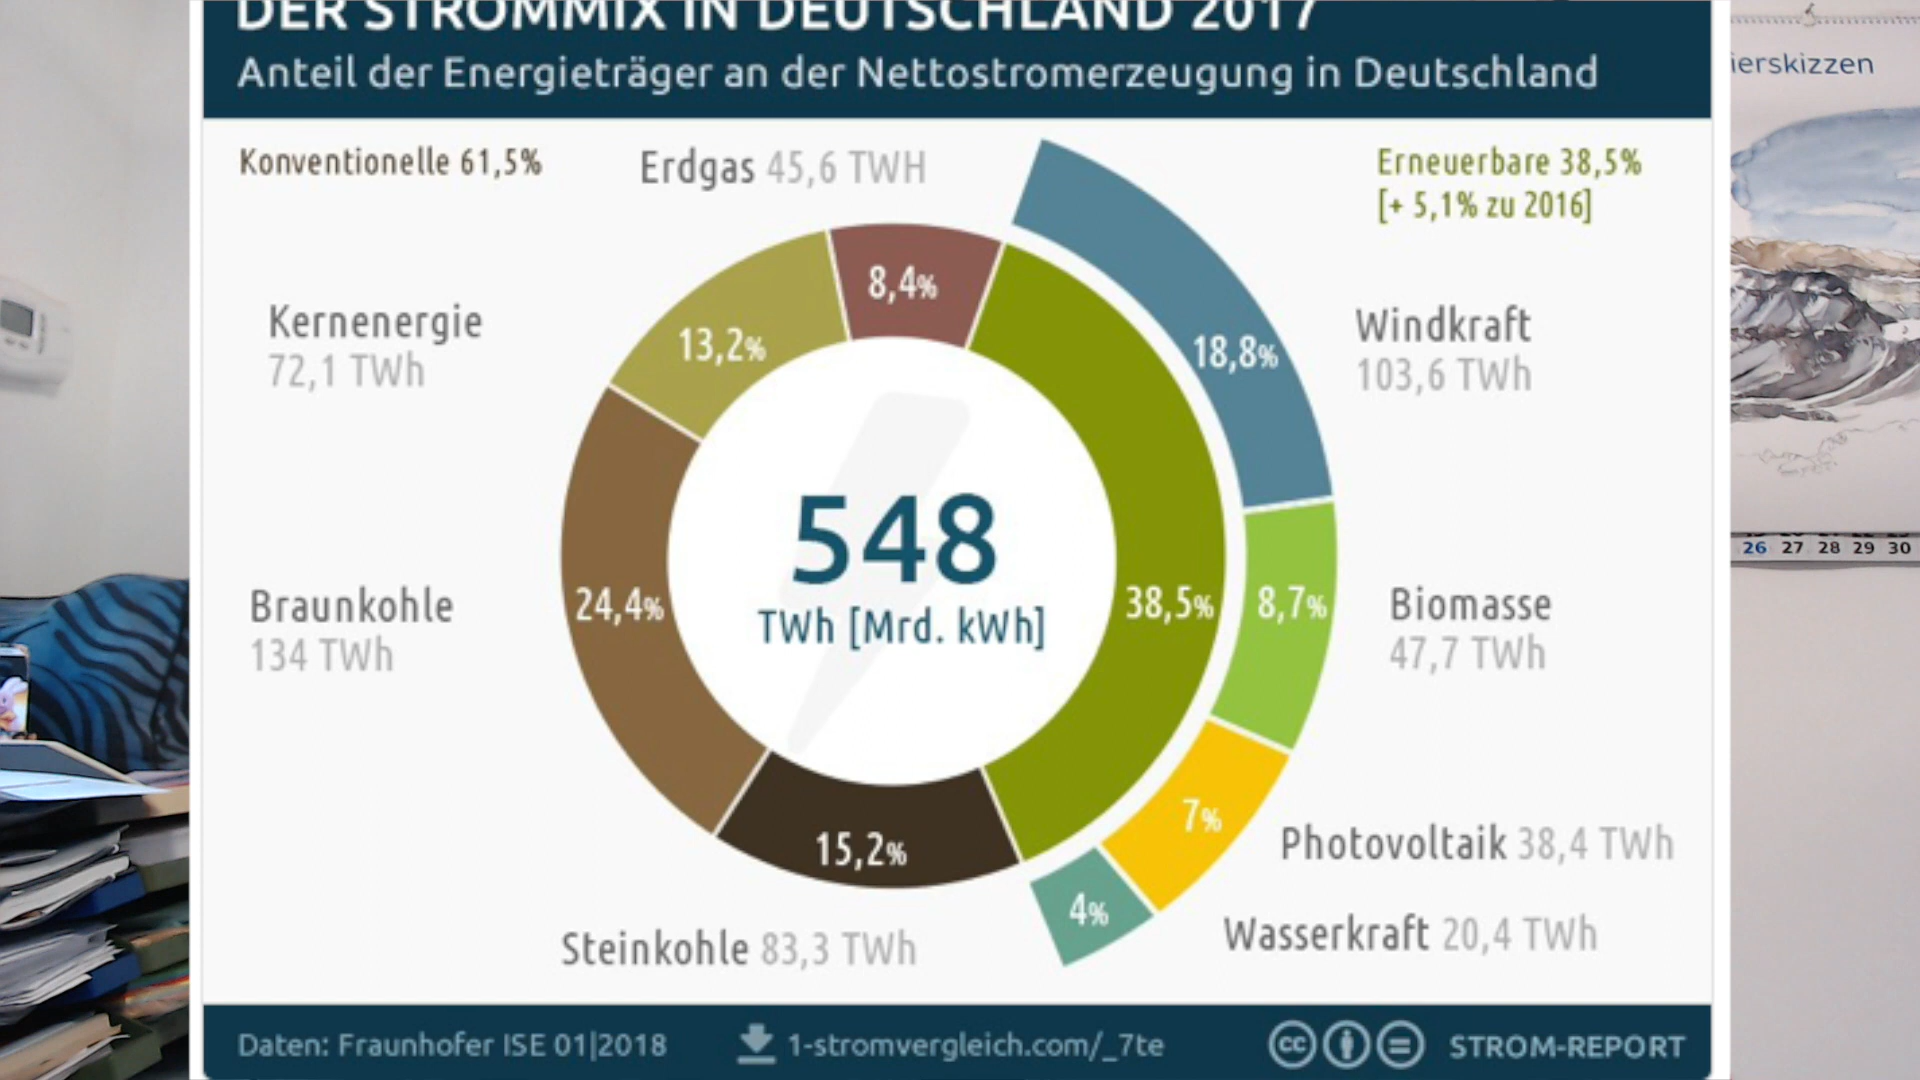 DER STROMMIX IN DEUTSCHLAND 2017
Anteil der Energieträger an der Nettostromerzeugung in Deutschland
ierskizzen
Konventionelle 61,5%
Erdgas 45,6 TWH
Erneuerbare 38,5%
[+ 5,1% zu 2016]
8,4%
Kernenergie
72,1 TWh
13,2%
18,8%
Windkraft
103,6 TWh
548
TWh [Mrd. kWh]
26 27 28 29 30
Braunkohle
134 TWh
24,4%
38,5%
8,7%
Biomasse
47,7 TWh
7%
Photovoltaik 38,4 TWh
15,2%
4%
Wasserkraft 20,4 TWh
Steinkohle 83,3 TWh
Daten: Fraunhofer ISE 01|2018
1-stromvergleich.com/_7te
cc
STROM-REPORT